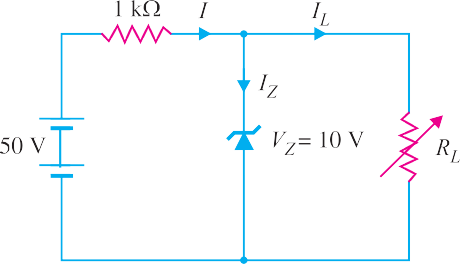 1 kΩ
I
I_L
I_Z
50 V
V_Z = 10 V
R_L